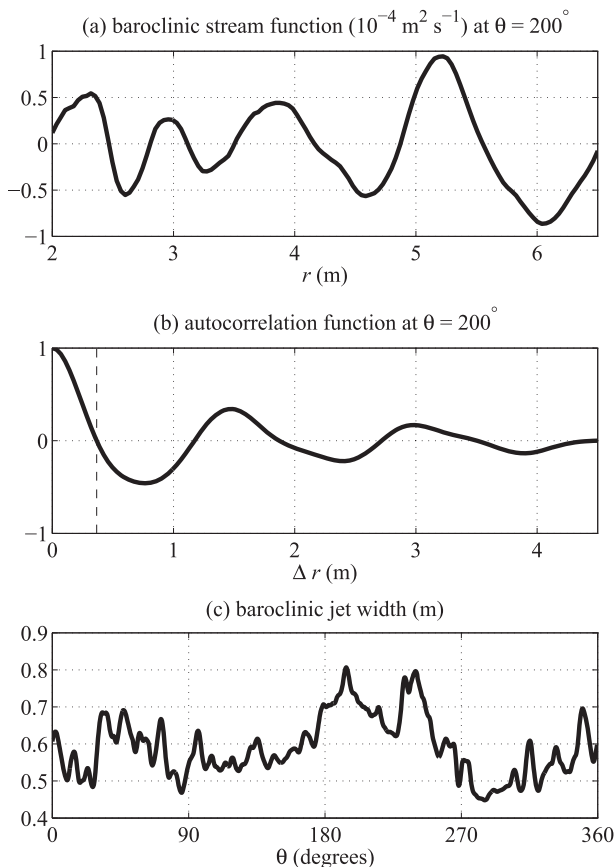 (a) baroclinic stream function (10⁻⁴ m² s⁻¹) at θ = 200°
1
0.5
0
−0.5
−1
2 3 4 5 6
r (m)
(b) autocorrelation function at θ = 200°
1
0
−1
0 1 2 3 4
Δ r (m)
(c) baroclinic jet width (m)
0.9
0.8
0.7
0.6
0.5
0.4
0 90 180 270 360
θ (degrees)